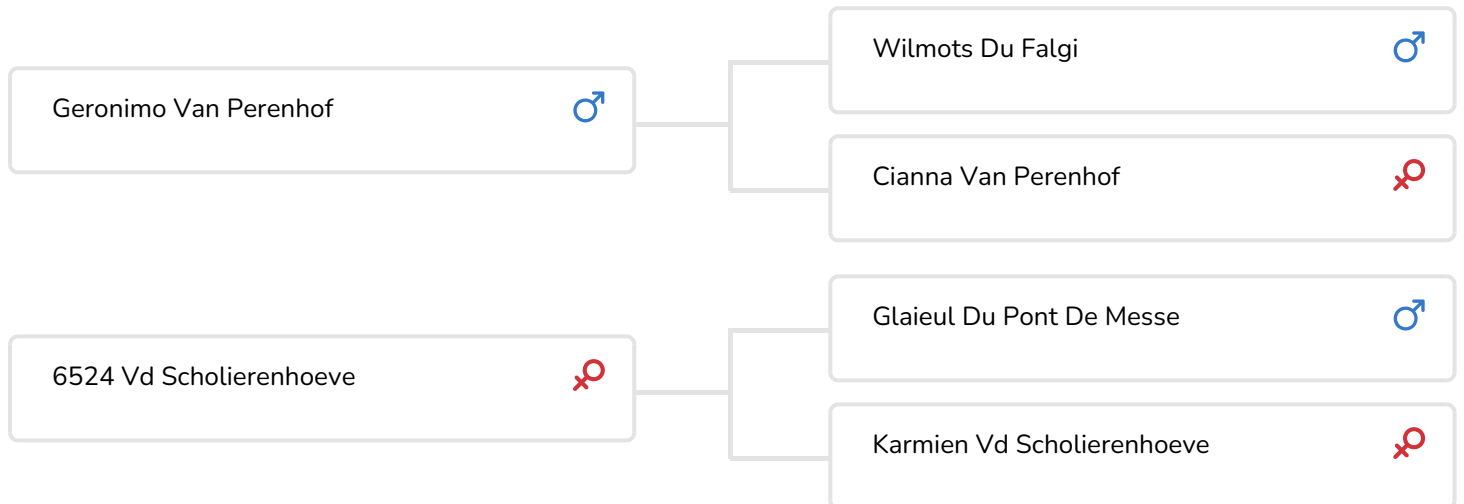 Geronimo Van Perenhof
Wilmots Du Falgi
Cianna Van Perenhof
6524 Vd Scholierenhoeve
Glaieul Du Pont De Messe
Karmien Vd Scholierenhoeve